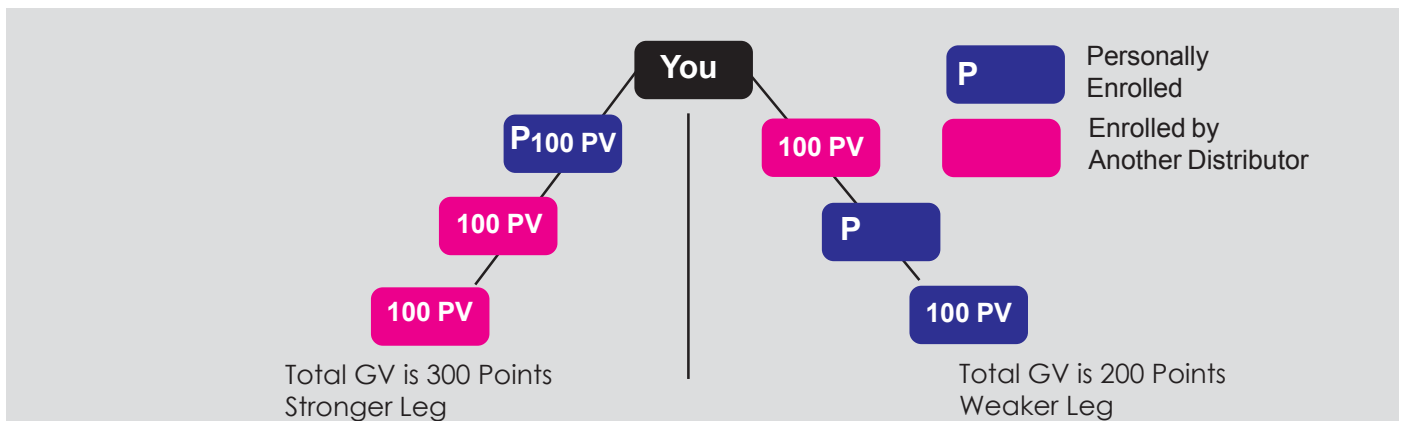 You
P
Personally
Enrolled
P100 PV
100 PV
Enrolled by
Another Distributor
100 PV
P
100 PV
100 PV
Total GV is 300 Points
Stronger Leg
Total GV is 200 Points
Weaker Leg